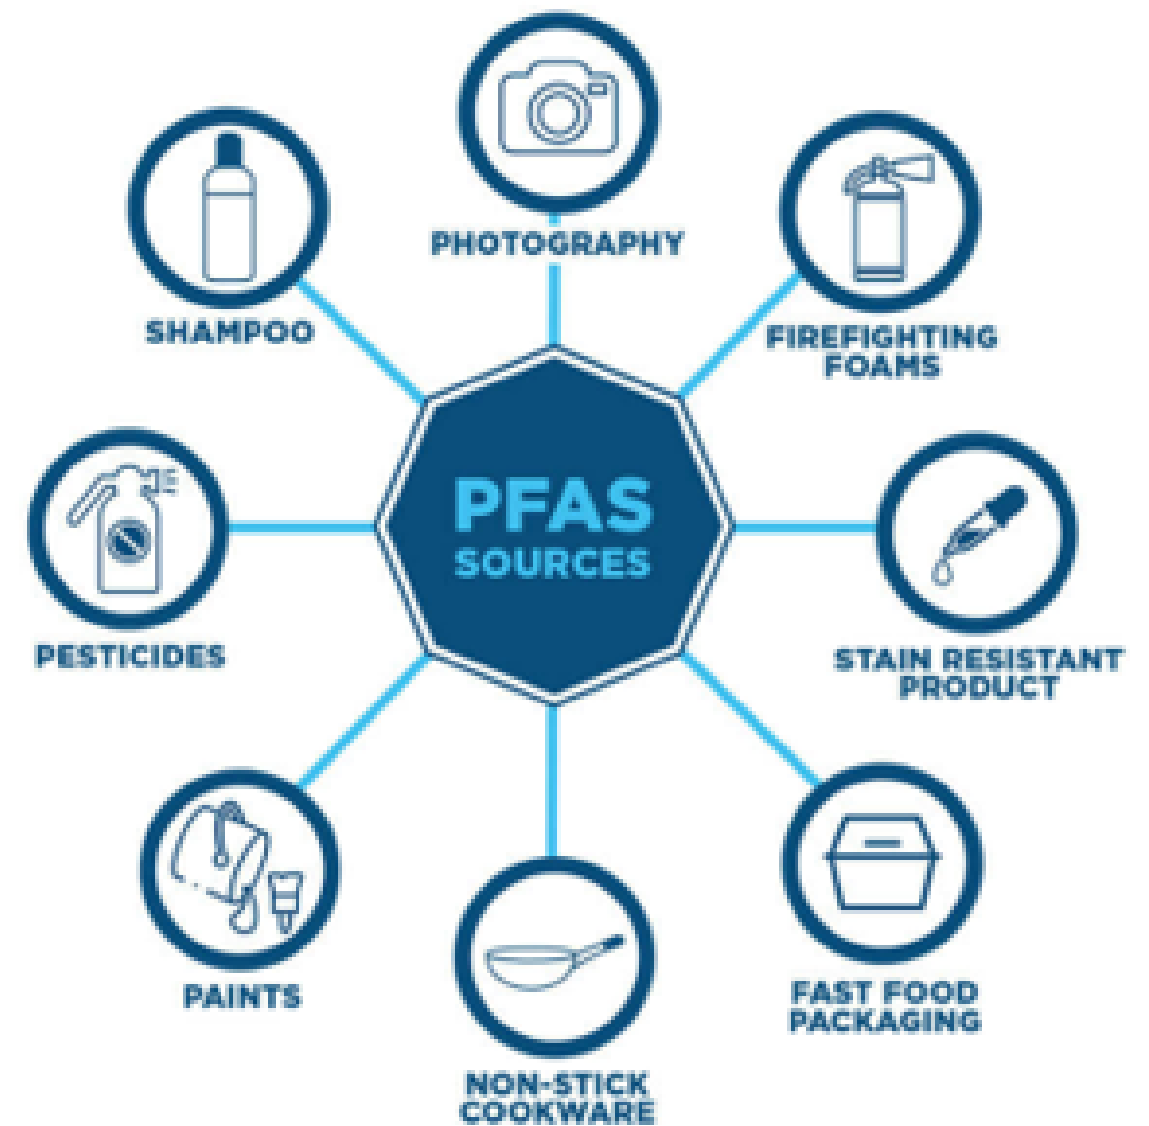 PHOTOGRAPHY
SHAMPOO
FIREFIGHTING
FOAMS
PFAS
SOURCES
PESTICIDES
STAIN RESISTANT
PRODUCT
PAINTS
FAST FOOD
PACKAGING
NON-STICK
COOKWARE